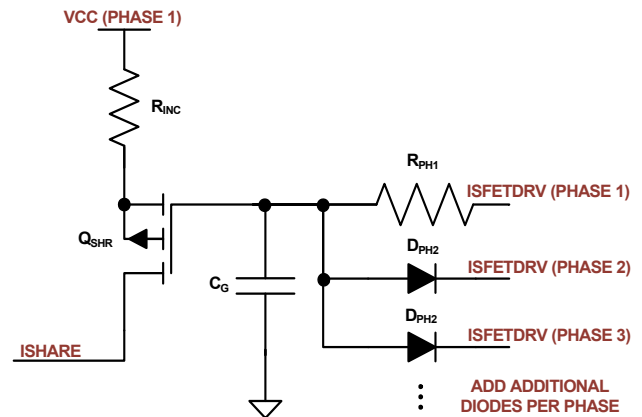 VCC (PHASE 1)
RINC
RPH1
ISFETDRV (PHASE 1)
QSHR
DPH2
ISFETDRV (PHASE 2)
CG
DPH2
ISFETDRV (PHASE 3)
ISHARE
ADD ADDITIONAL
DIODES PER PHASE